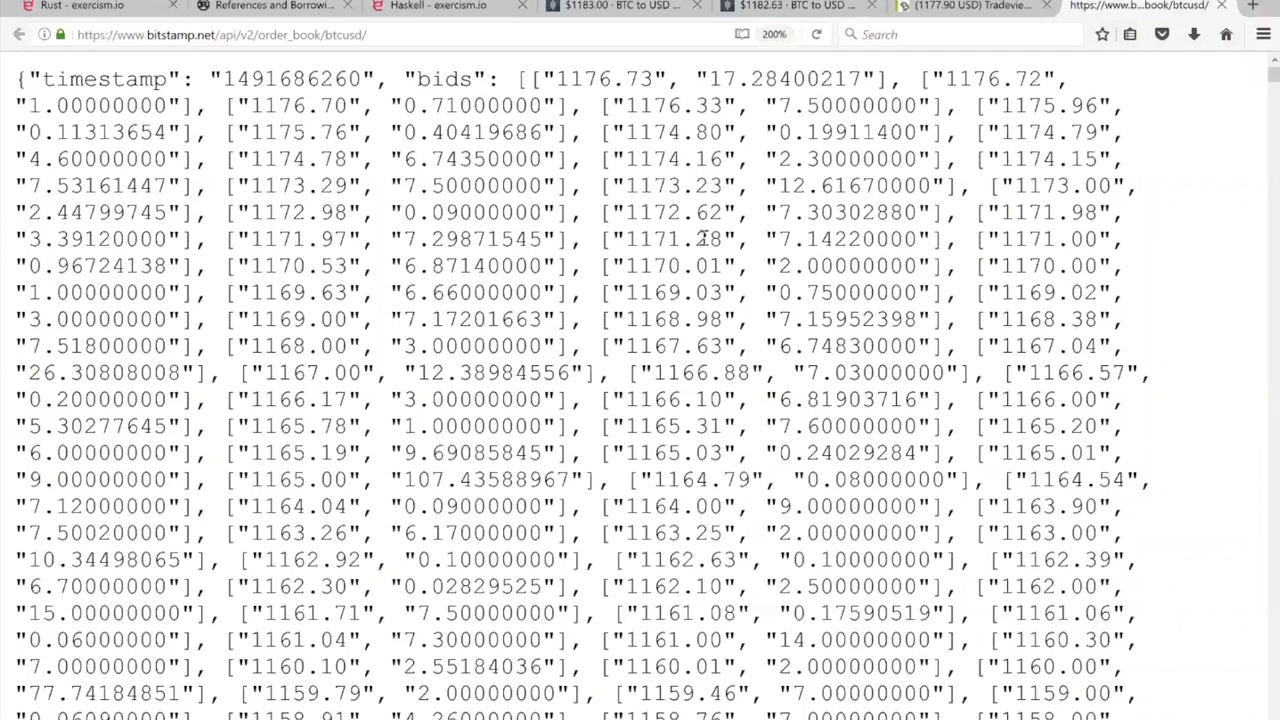 Rust - exercism.io
References and Borrowi...
Haskell - exercism.io
$1183.00 - BTC to USD ...
$1182.63 - BTC to USD ...
(1177.90 USD) Tradevie...
https://www.b...book/btcusd/
https://www.bitstamp.net/api/v2/order_book/btcusd/
200%
Search
{"timestamp": "1491686260", "bids": [["1176.73", "17.28400217"], ["1176.72",
"1.00000000"], ["1176.70", "0.71000000"], ["1176.33", "7.50000000"], ["1175.96",
"0.11313654"], ["1175.76", "0.40419686"], ["1174.80", "0.19911400"], ["1174.79",
"4.60000000"], ["1174.78", "6.74350000"], ["1174.16", "2.30000000"], ["1174.15",
"7.53161447"], ["1173.29", "7.50000000"], ["1173.23", "12.61670000"], ["1173.00",
"2.44799745"], ["1172.98", "0.09000000"], ["1172.62", "7.30302880"], ["1171.98",
"3.39120000"], ["1171.97", "7.29871545"], ["1171.28", "7.14220000"], ["1171.00",
"0.96724138"], ["1170.53", "6.87140000"], ["1170.01", "2.00000000"], ["1170.00",
"1.00000000"], ["1169.63", "6.66000000"], ["1169.03", "0.75000000"], ["1169.02",
"3.00000000"], ["1169.00", "7.17201663"], ["1168.98", "7.15952398"], ["1168.38",
"7.51800000"], ["1168.00", "3.00000000"], ["1167.63", "6.74830000"], ["1167.04",
"26.30808008"], ["1167.00", "12.38984556"], ["1166.88", "7.03000000"], ["1166.57",
"0.20000000"], ["1166.17", "3.00000000"], ["1166.10", "6.81903716"], ["1166.00",
"5.30277645"], ["1165.78", "1.00000000"], ["1165.31", "7.60000000"], ["1165.20",
"6.00000000"], ["1165.19", "9.69085845"], ["1165.03", "0.24029284"], ["1165.01",
"9.00000000"], ["1165.00", "107.43588967"], ["1164.79", "0.08000000"], ["1164.54",
"7.12000000"], ["1164.04", "0.09000000"], ["1164.00", "9.00000000"], ["1163.90",
"7.50020000"], ["1163.26", "6.17000000"], ["1163.25", "2.00000000"], ["1163.00",
"10.34498065"], ["1162.92", "0.10000000"], ["1162.63", "0.10000000"], ["1162.39",
"6.70000000"], ["1162.30", "0.02829525"], ["1162.10", "2.50000000"], ["1162.00",
"15.00000000"], ["1161.71", "7.50000000"], ["1161.08", "0.17590519"], ["1161.06",
"0.06000000"], ["1161.04", "7.30000000"], ["1161.00", "14.00000000"], ["1160.30",
"7.00000000"], ["1160.10", "2.55184036"], ["1160.01", "2.00000000"], ["1160.00",
"77.74184851"], ["1159.79", "2.00000000"], ["1159.46", "7.00000000"], ["1159.00",
"0.06090000"], ["1158.91", "4.26000000"], ["1158.76", "7.00000000"], ["1158.00",